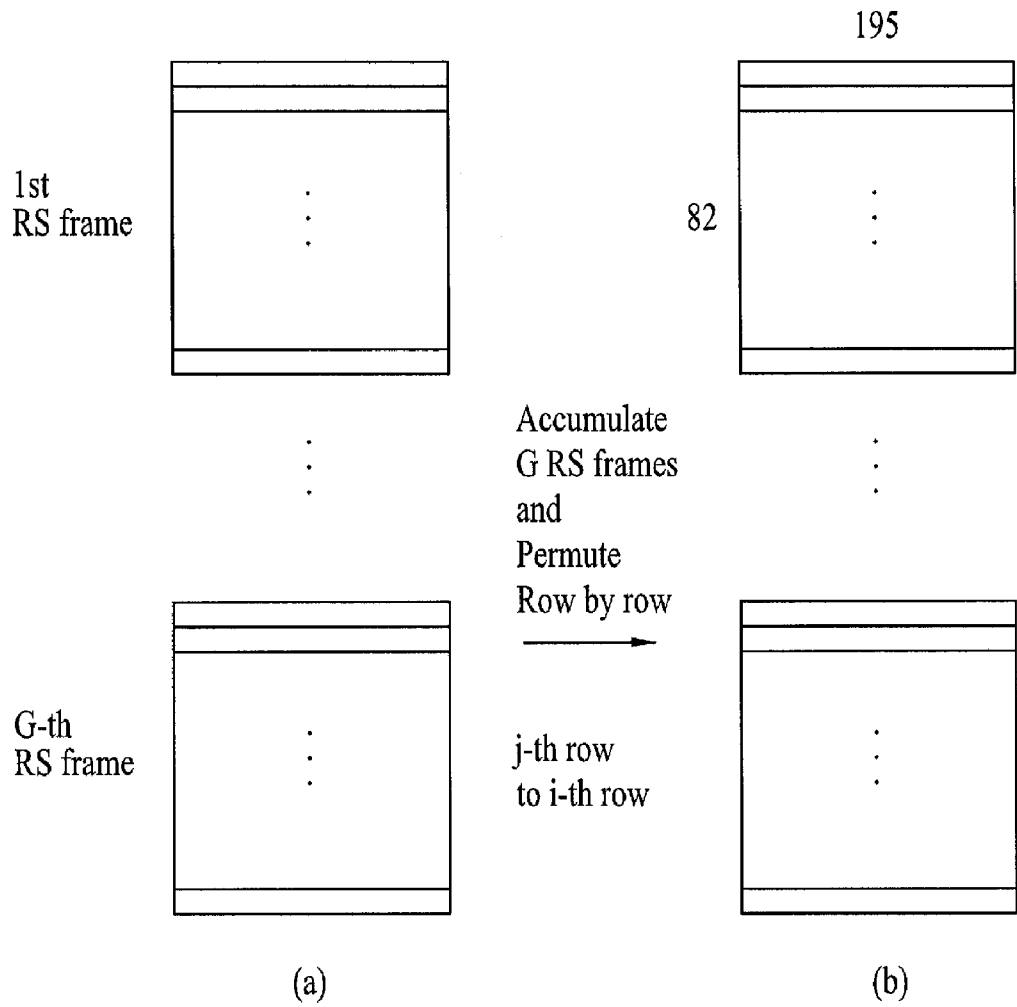 195
1st
RS frame
82
Accumulate
G RS frames
and
Permute
Row by row
G-th
RS frame
j-th row
to i-th row
(a)
(b)